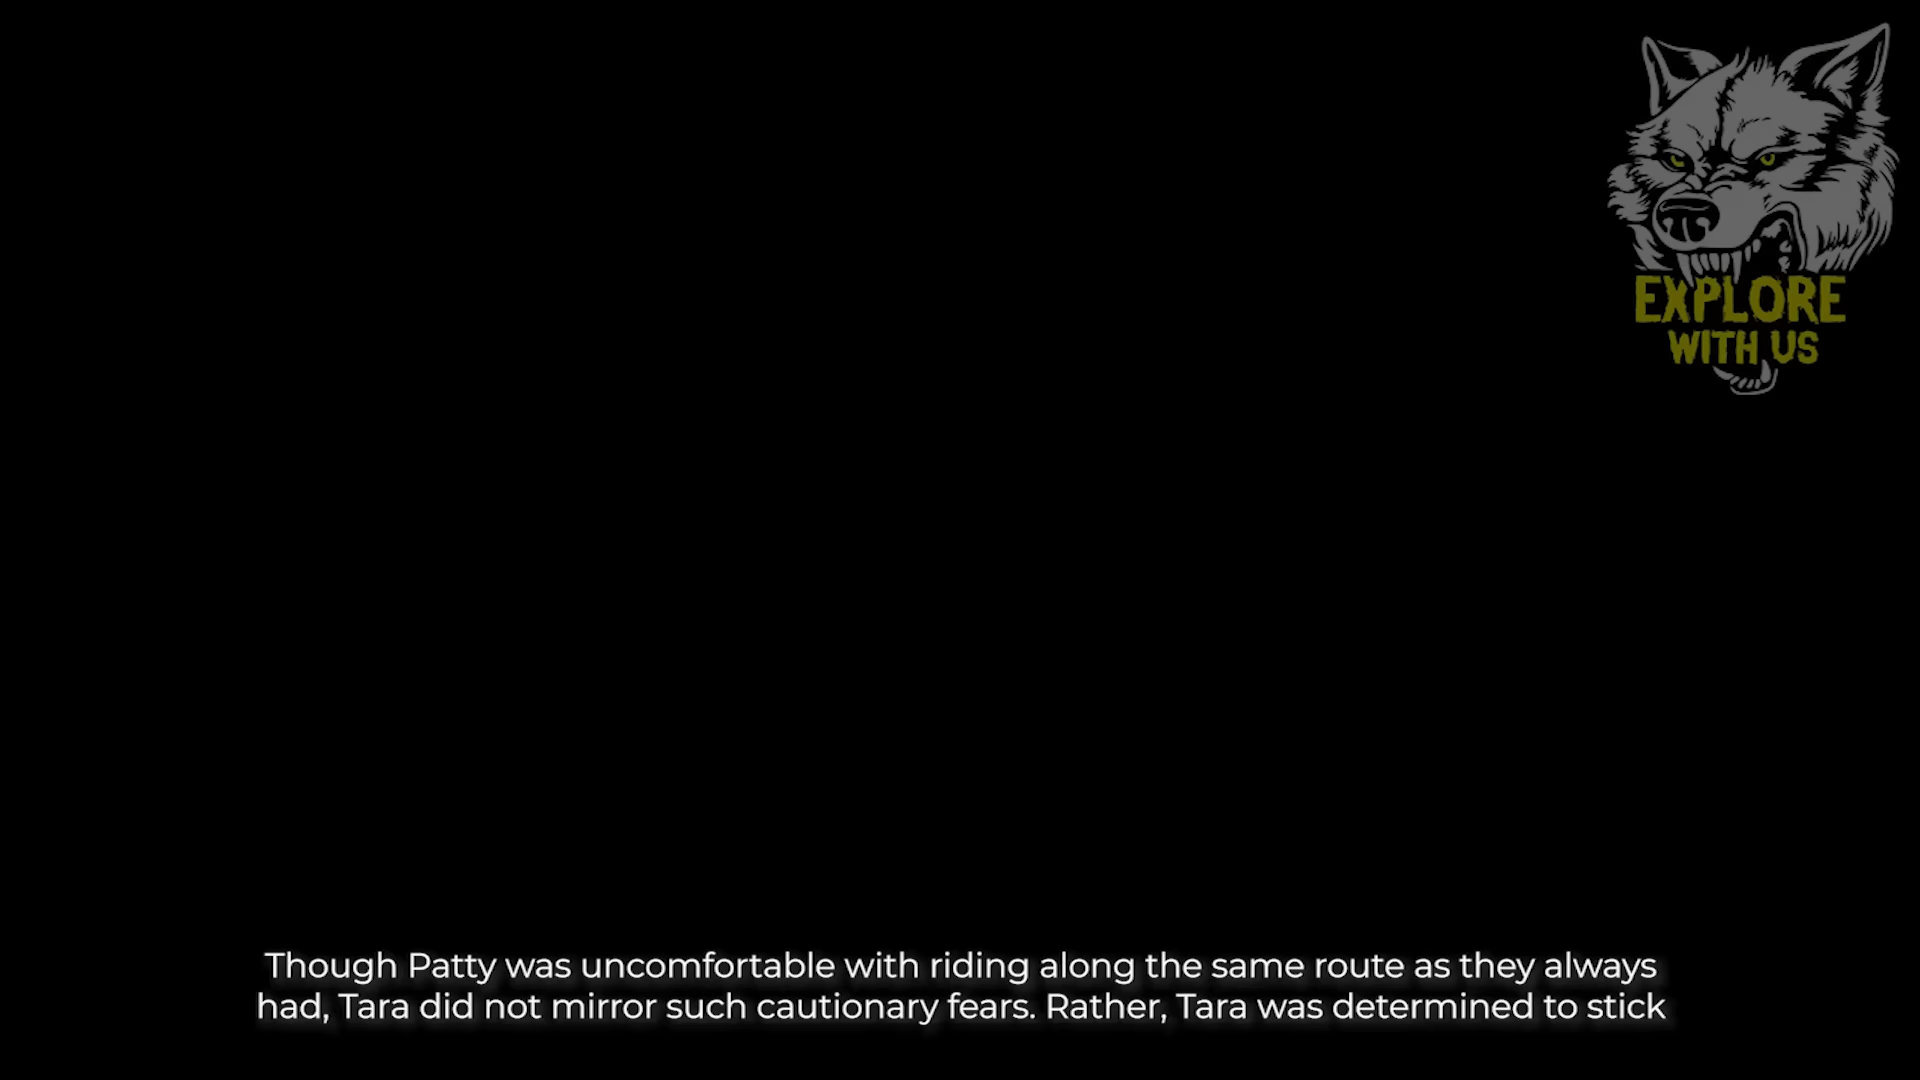 EXPLORE
WITH US
Though Patty was uncomfortable with riding along the same route as they always
had, Tara did not mirror such cautionary fears. Rather, Tara was determined to stick